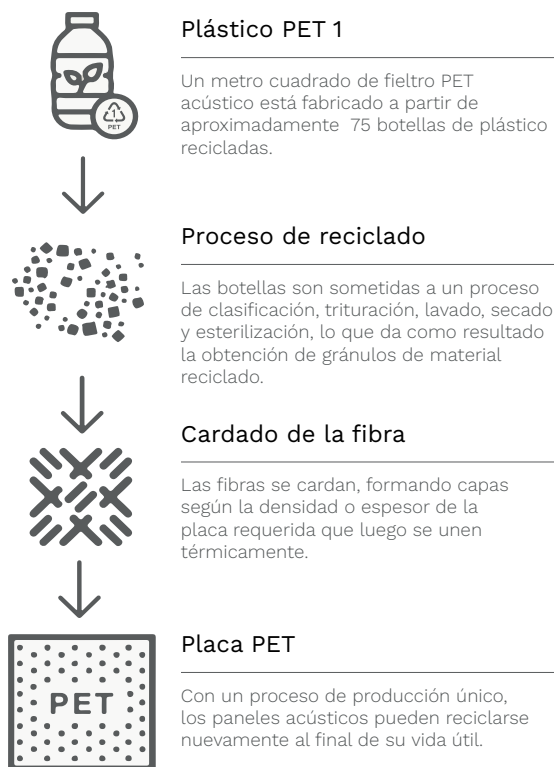 Plástico PET 1
Un metro cuadrado de fieltro PET
acústico está fabricado a partir de
aproximadamente  75 botellas de plástico
recicladas.
1
PET
Proceso de reciclado
Las botellas son sometidas a un proceso
de clasificación, trituración, lavado, secado
y esterilización, lo que da como resultado
la obtención de gránulos de material
reciclado.
Cardado de la fibra
Las fibras se cardan, formando capas
según la densidad o espesor de la
placa requerida que luego se unen
térmicamente.
Placa PET
PET
Con un proceso de producción único,
los paneles acústicos pueden reciclarse
nuevamente al final de su vida útil.